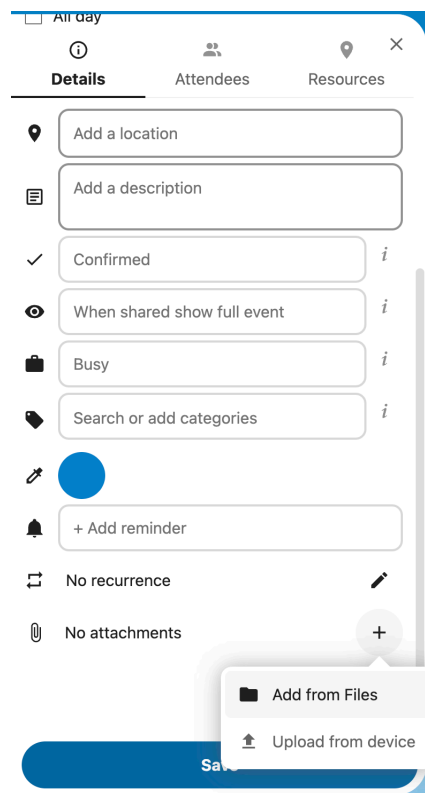 All day
Details
Attendees
Resources
Add a location
Add a description
Confirmed
i
When shared show full event
i
Busy
i
Search or add categories
i
+ Add reminder
No recurrence
No attachments
Add from Files
Upload from device
Save